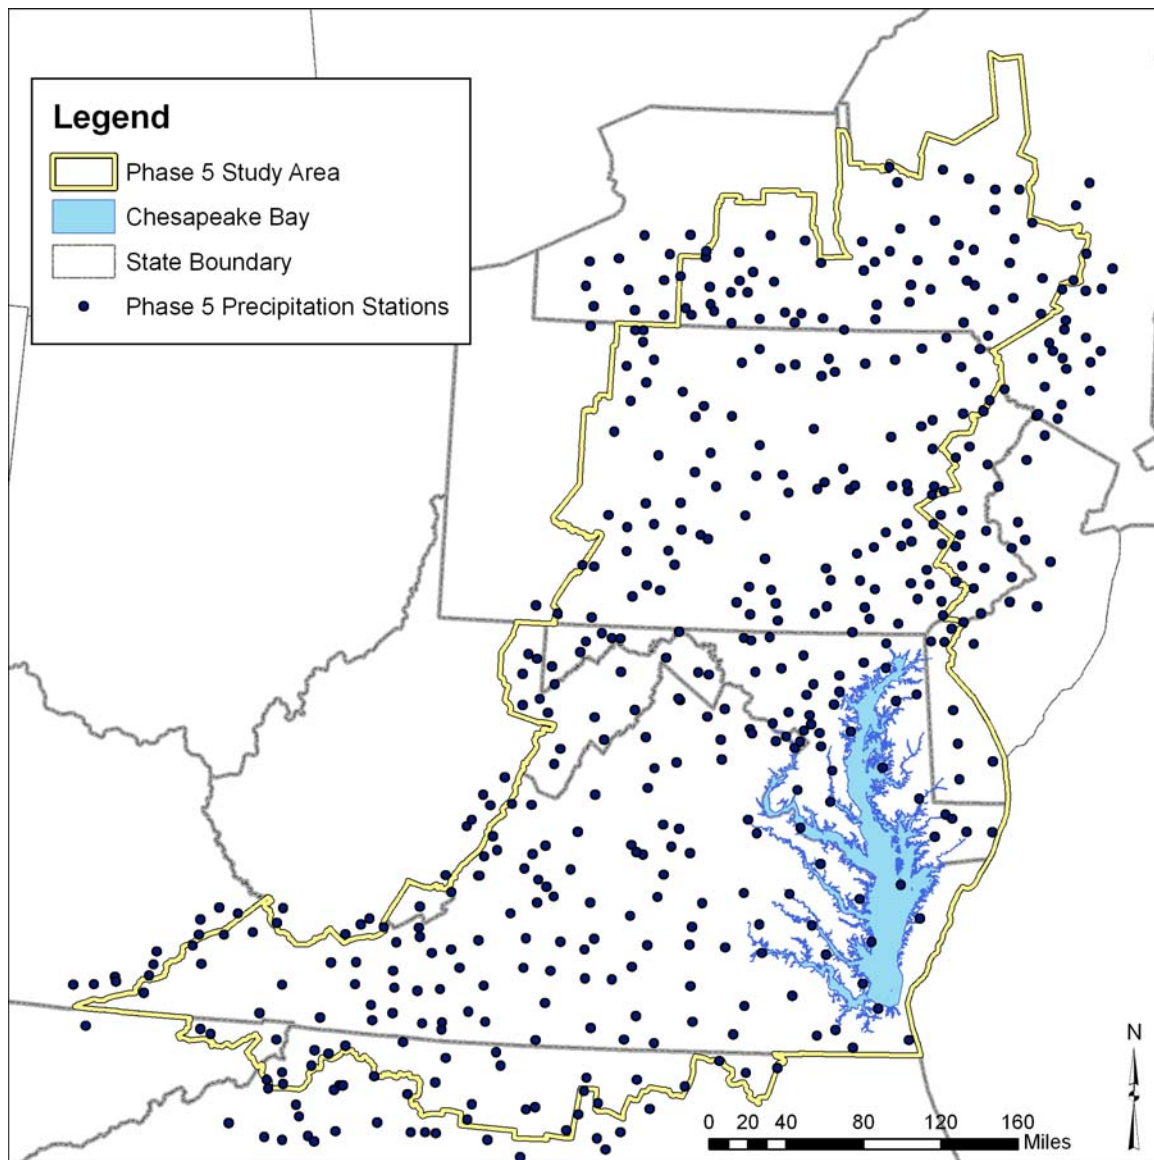 Legend
Phase 5 Study Area
Chesapeake Bay
State Boundary
Phase 5 Precipitation Stations
N
0 20 40 80 120 160
Miles